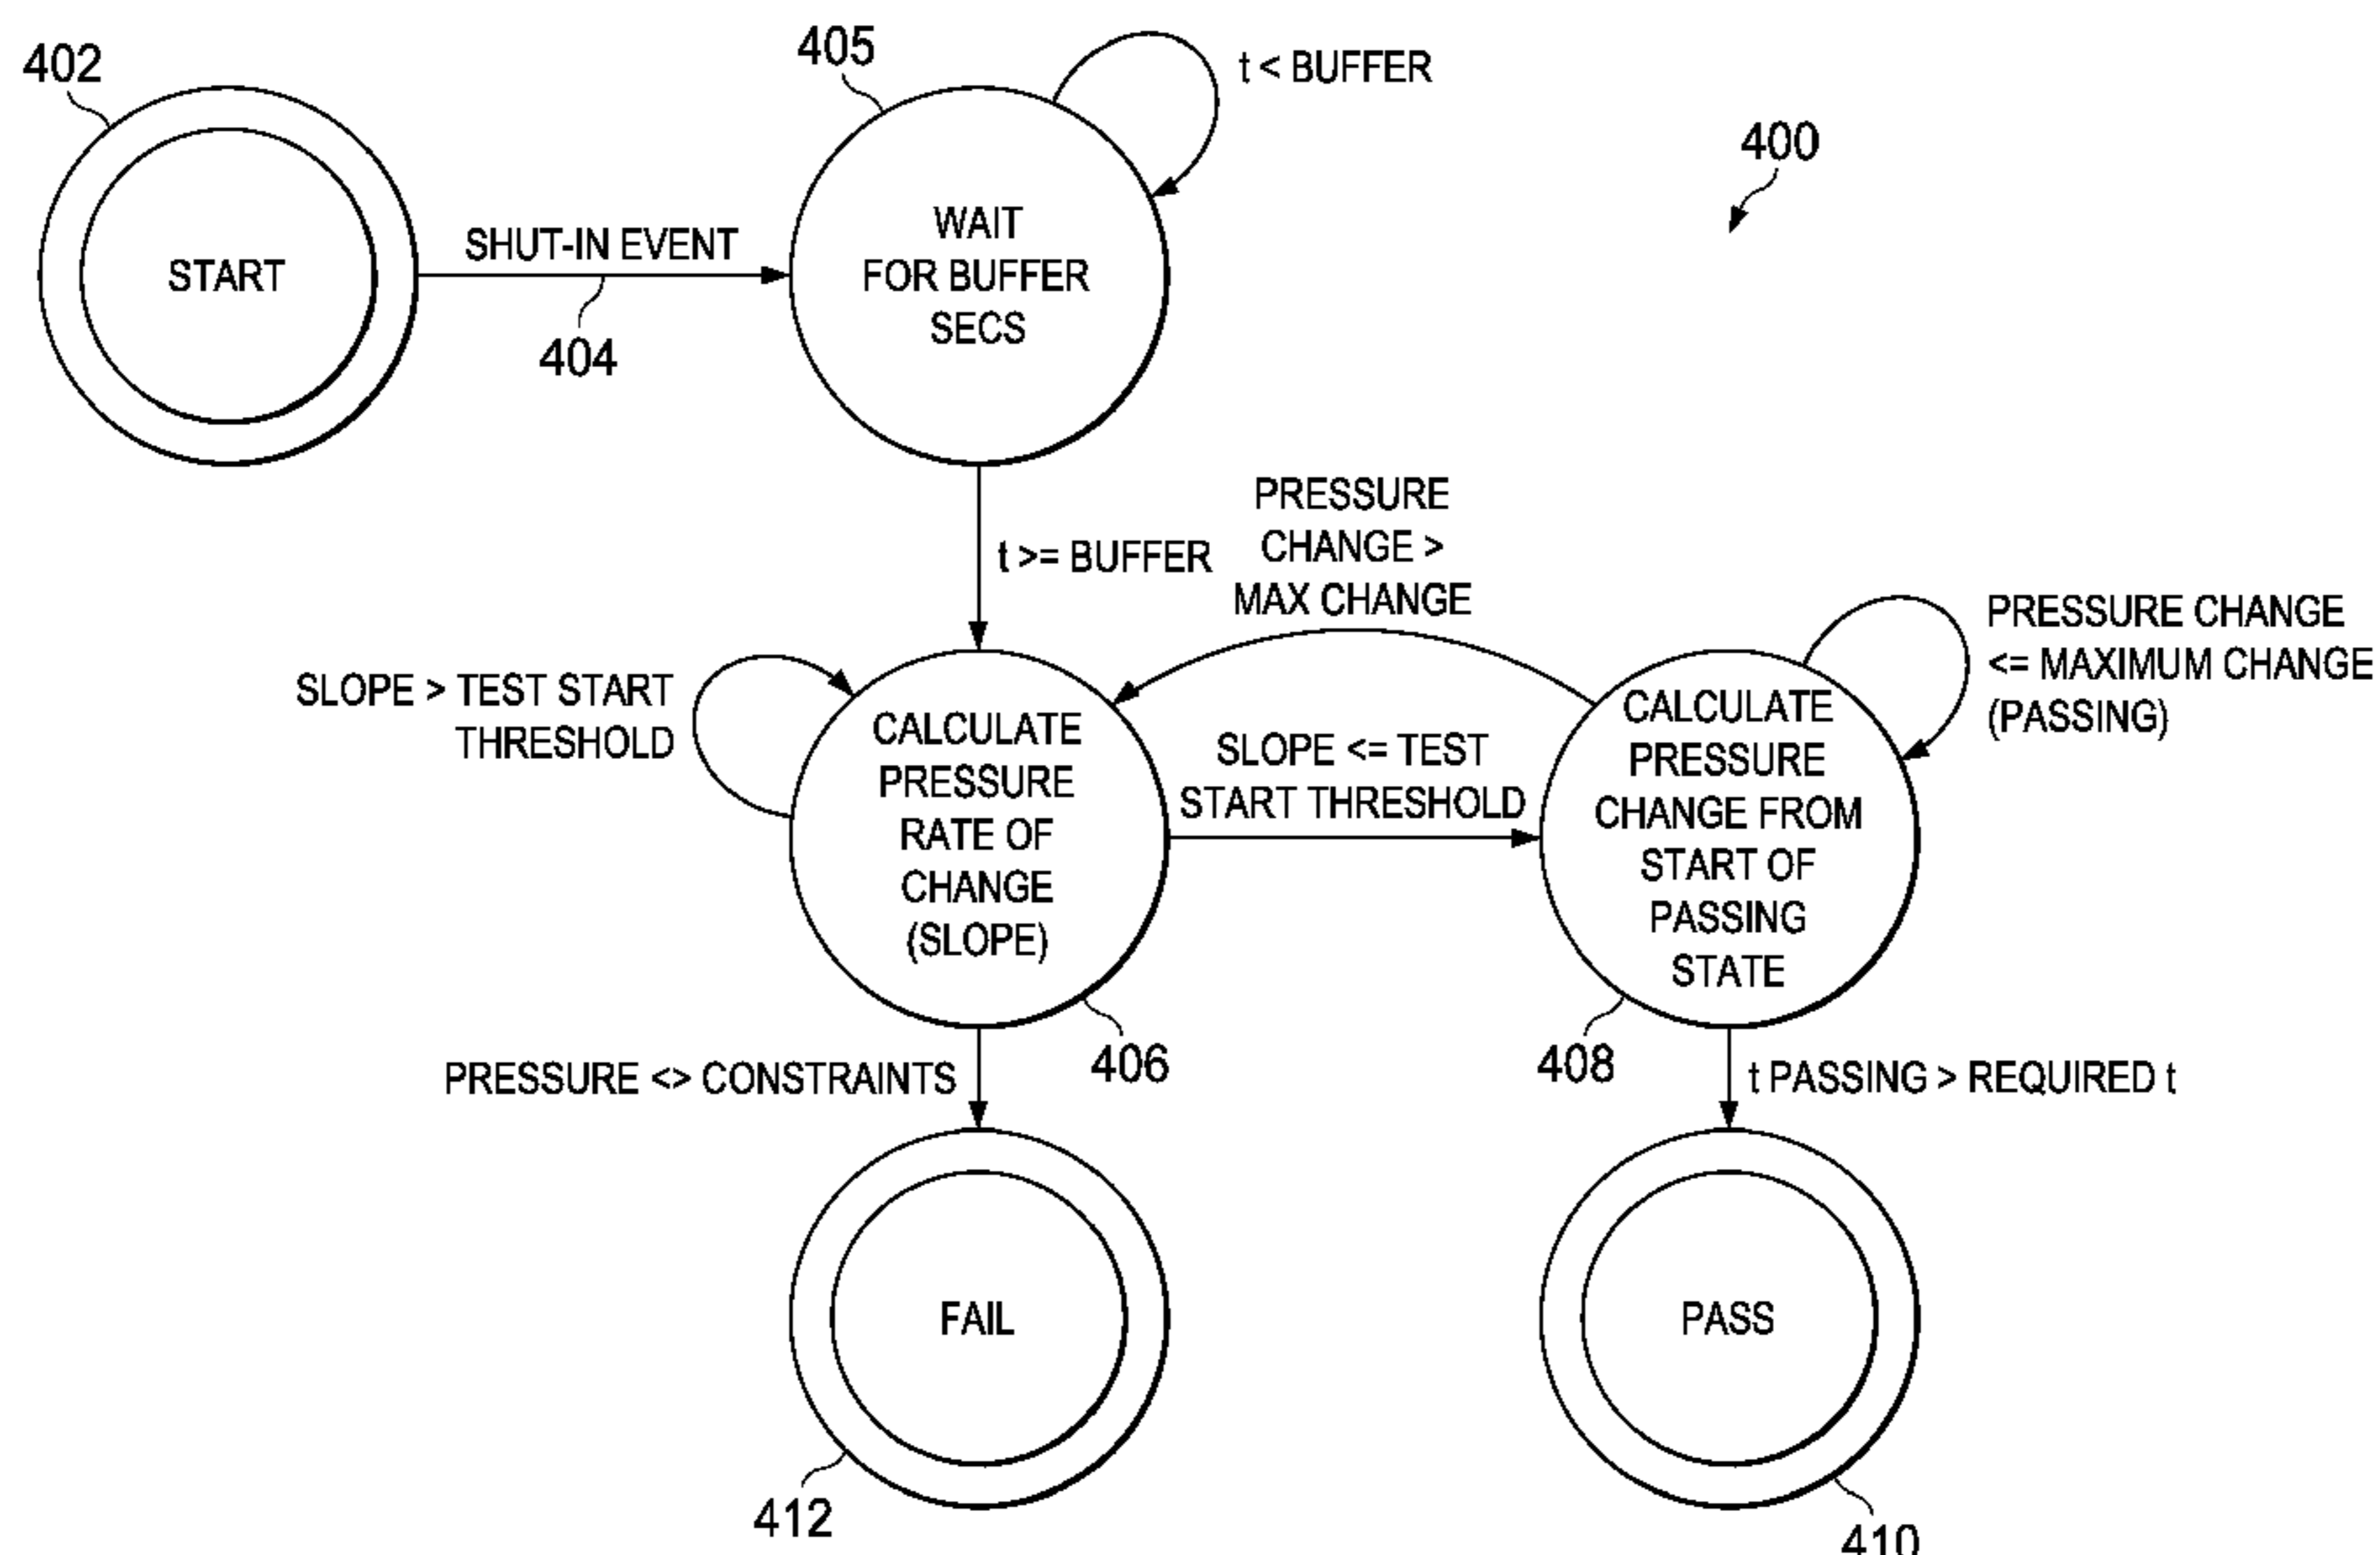 402
START
SHUT-IN EVENT
404
405
WAIT
FOR BUFFER
SECS
t < BUFFER
400
t >= BUFFER
PRESSURE
CHANGE >
MAX CHANGE
PRESSURE CHANGE
<= MAXIMUM CHANGE
(PASSING)
SLOPE > TEST START
THRESHOLD
CALCULATE
PRESSURE
RATE OF
CHANGE
(SLOPE)
406
SLOPE <= TEST
START THRESHOLD
CALCULATE
PRESSURE
CHANGE FROM
START OF
PASSING
STATE
408
PRESSURE <> CONSTRAINTS
t PASSING > REQUIRED t
FAIL
412
PASS
410